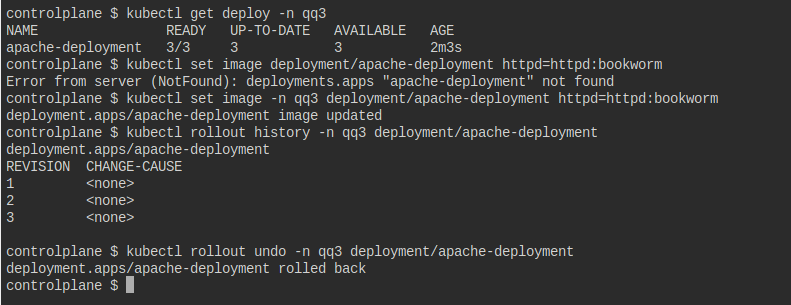 controlplane $ kubectl get deploy -n qq3
NAME                READY   UP-TO-DATE   AVAILABLE   AGE
apache-deployment   3/3     3            3           2m3s
controlplane $ kubectl set image deployment/apache-deployment httpd=httpd:bookworm
Error from server (NotFound): deployments.apps "apache-deployment" not found
controlplane $ kubectl set image -n qq3 deployment/apache-deployment httpd=httpd:bookworm
deployment.apps/apache-deployment image updated
controlplane $ kubectl rollout history -n qq3 deployment/apache-deployment
deployment.apps/apache-deployment
REVISION  CHANGE-CAUSE
1         <none>
2         <none>
3         <none>

controlplane $ kubectl rollout undo -n qq3 deployment/apache-deployment
deployment.apps/apache-deployment rolled back
controlplane $